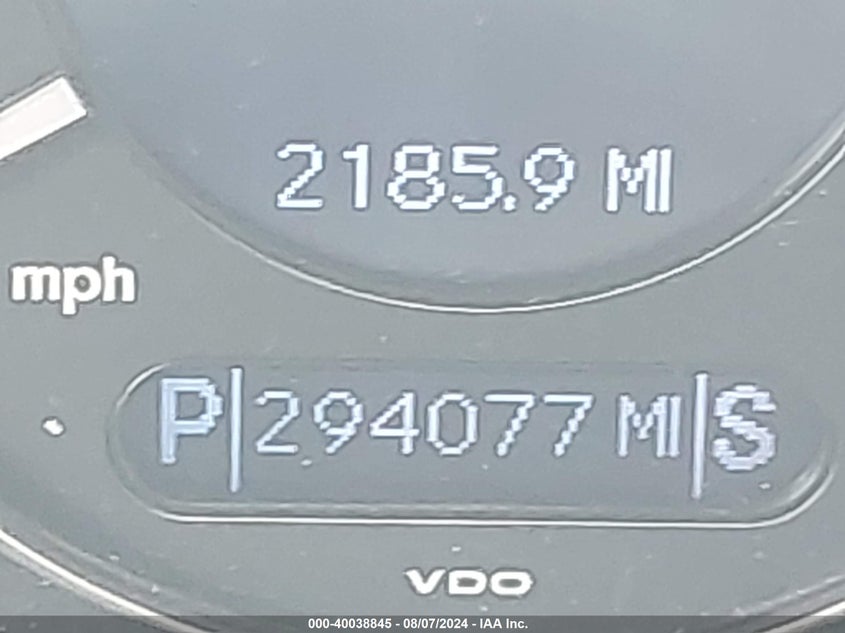 2185.9 MI
mph
P 294077 MI S
VDO
000-40038845 - 08/07/2024 - IAA Inc.